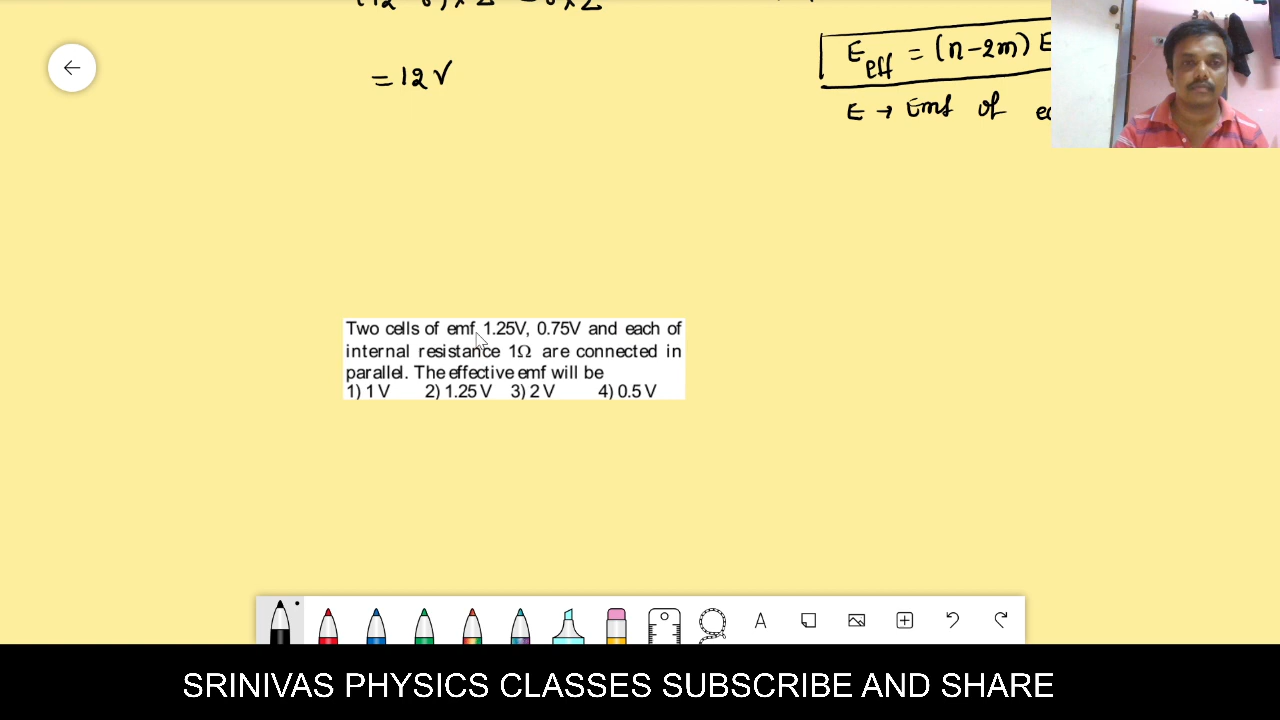 = 12 V
E eff = (n-2m) E
E → Emf of
Two cells of emf 1.25V, 0.75V and each of
internal resistance 1Ω are connected in
parallel. The effective emf will be
1) 1 V 2) 1.25 V 3) 2 V 4) 0.5 V
A
SRINIVAS PHYSICS CLASSES SUBSCRIBE AND SHARE